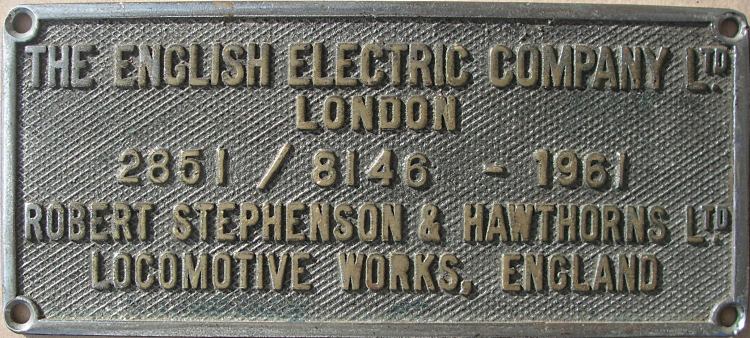 THE ENGLISH ELECTRIC COMPANY LTD.
LONDON
2851 / 8146 - 1961
ROBERT STEPHENSON & HAWTHORNS LTD.
LOCOMOTIVE WORKS, ENGLAND